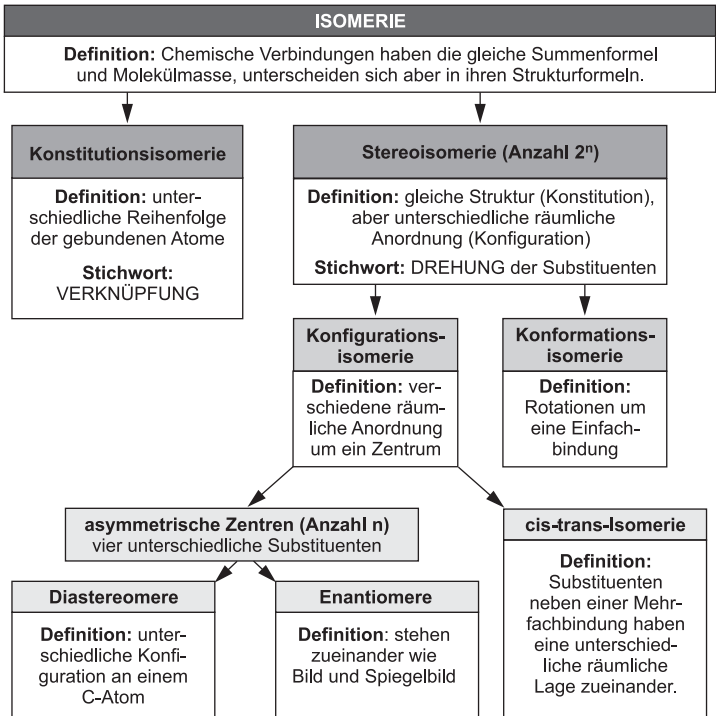 ISOMERIE
Definition: Chemische Verbindungen haben die gleiche Summenformel
und Molekülmasse, unterscheiden sich aber in ihren Strukturformeln.
Konstitutionsisomerie
Definition: unter-
schiedliche Reihenfolge
der gebundenen Atome
Stichwort:
VERKNÜPFUNG
Stereoisomerie (Anzahl 2ⁿ)
Definition: gleiche Struktur (Konstitution),
aber unterschiedliche räumliche
Anordnung (Konfiguration)
Stichwort: DREHUNG der Substituenten
Konfigurations-
isomerie
Definition: ver-
schiedene räum-
liche Anordnung
um ein Zentrum
Konformations-
isomerie
Definition:
Rotationen um
eine Einfach-
bindung
asymmetrische Zentren (Anzahl n)
vier unterschiedliche Substituenten
Diastereomere
Definition: unter-
schiedliche Konfi-
guration an einem
C-Atom
Enantiomere
Definition: stehen
zueinander wie
Bild und Spiegelbild
cis-trans-Isomerie
Definition:
Substituenten
neben einer Mehr-
fachbindung haben
eine unterschied-
liche räumliche
Lage zueinander.